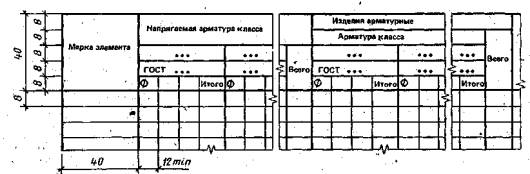 Напрягаемая арматура класса
Изделия арматурные
Арматура класса
Марка элемента
Всего
Всего
ГОСТ
ГОСТ
Ф Итого Ф
Ф Итого Ф Итого
40
8 8 8 8 8
8
40
12 min